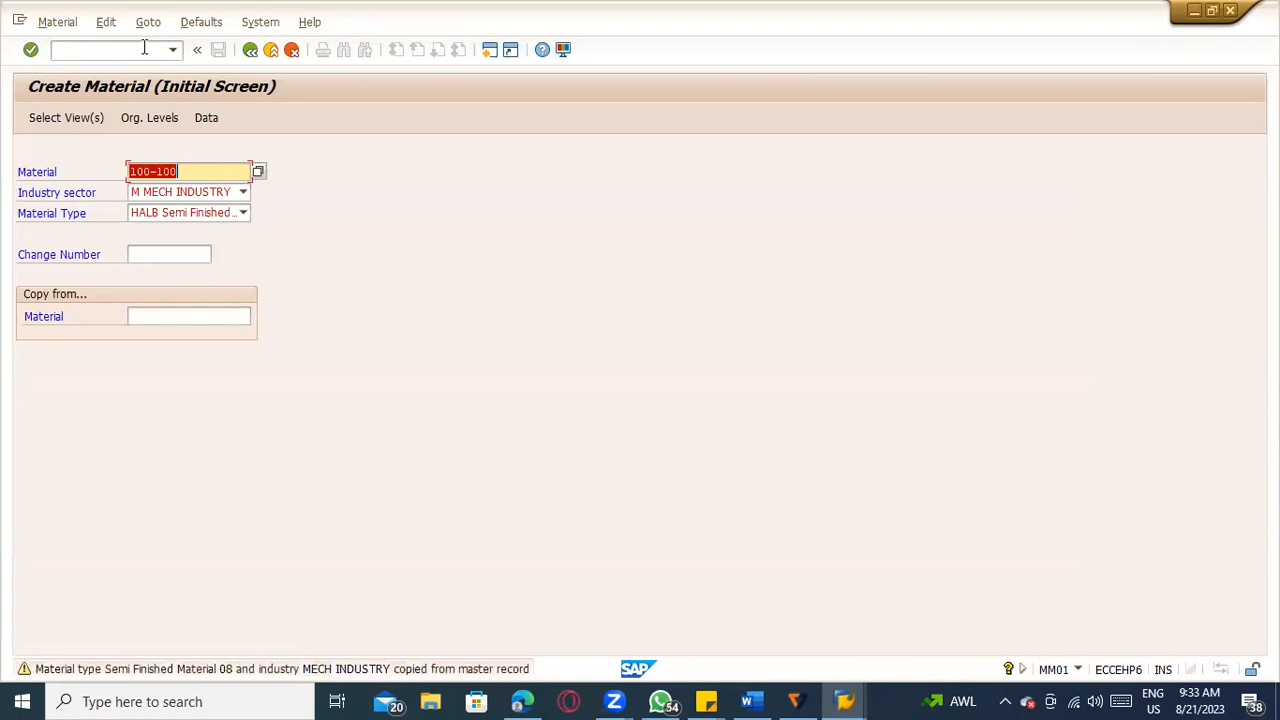 Material Edit Goto Defaults System Help
Create Material (Initial Screen)
Select View(s) Org. Levels Data
Material 100-100
Industry sector M MECH INDUSTRY
Material Type HALB Semi Finished...
Change Number
Copy from...
Material
Material type Semi Finished Material 08 and industry MECH INDUSTRY copied from master record SAP MM01 ECCEHP6 INS
Type here to search 20 54 AWL ENG US 9:33 AM 8/21/2023 38